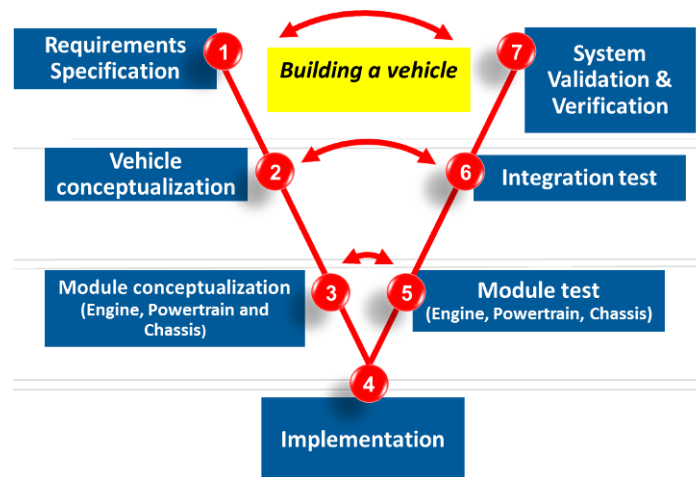 Requirements
Specification
1
Building a vehicle
7
System
Validation &
Verification
Vehicle
conceptualization
2
6
Integration test
Module conceptualization
(Engine, Powertrain and
Chassis)
3
5
Module test
(Engine, Powertrain, Chassis)
4
Implementation